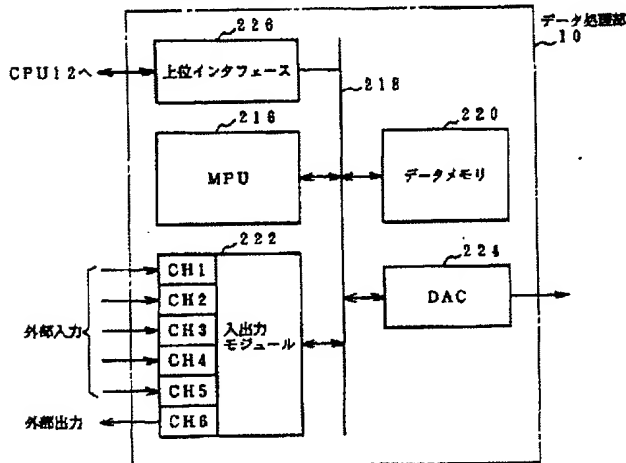 データ処理部
10
226
CPU12へ
上位インタフェース
218
216
MPU
220
データメモリ
222
外部入力
CH1
CH2
CH3
CH4
CH5
入出力
モジュール
224
DAC
外部出力
CH6